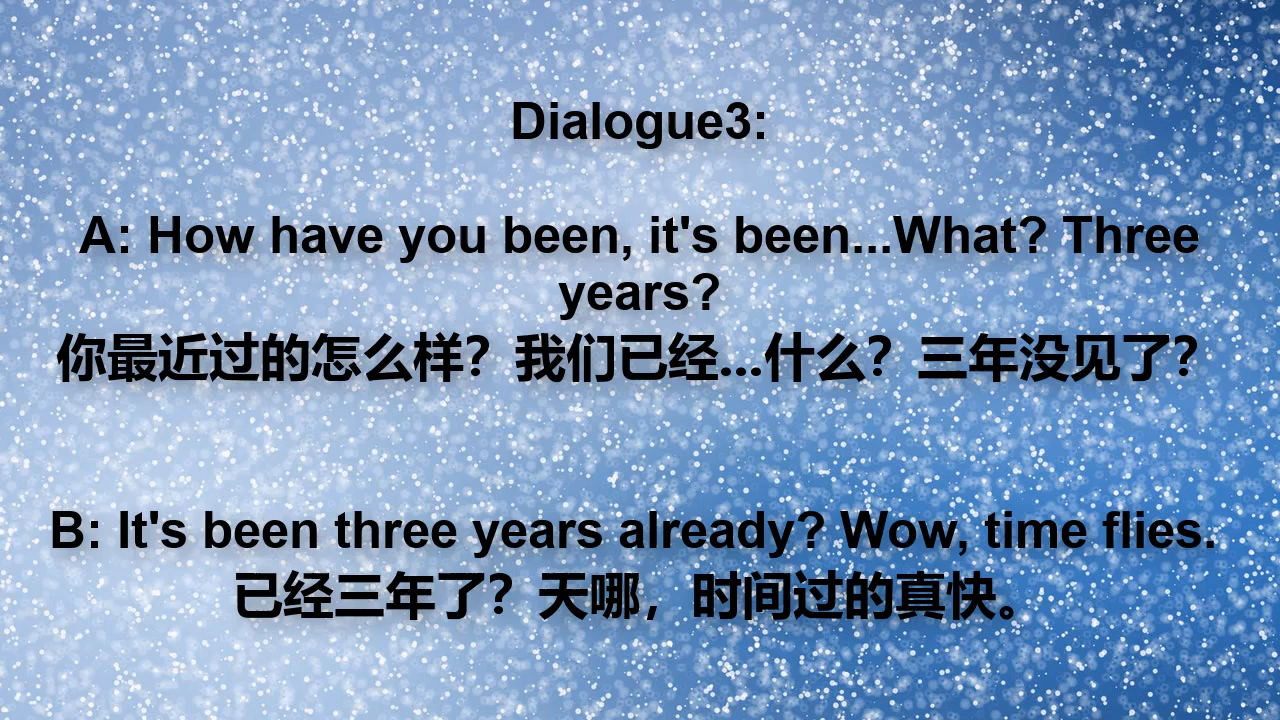 Dialogue3:
A: How have you been, it's been...What? Three
years?
你最近过的怎么样？我们已经...什么？三年没见了？
B: It's been three years already? Wow, time flies.
已经三年了？天哪，时间过的真快。